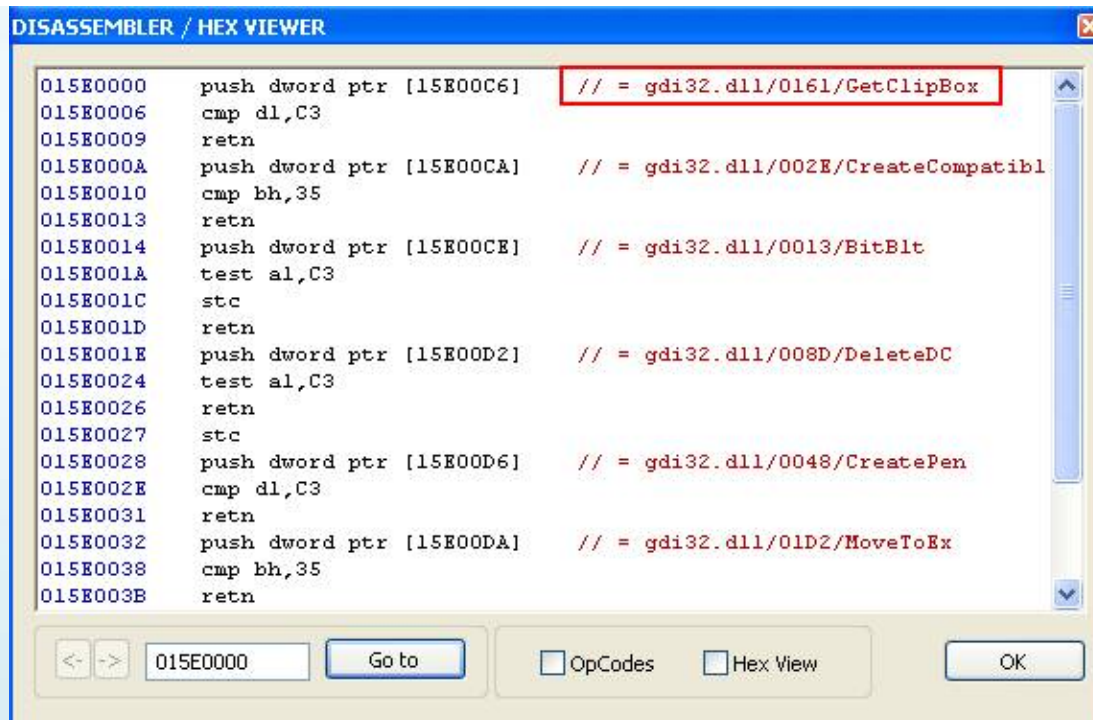 DISASSEMBLER / HEX VIEWER
015E0000 push dword ptr [15E00C6] // = gdi32.dll/0161/GetClipBox
015E0006 cmp dl,C3
015E0009 retn
015E000A push dword ptr [15E00CA] // = gdi32.dll/002E/CreateCompatibl
015E0010 cmp bh,35
015E0013 retn
015E0014 push dword ptr [15E00CE] // = gdi32.dll/0013/BitBlt
015E001A test al,C3
015E001C stc
015E001D retn
015E001E push dword ptr [15E00D2] // = gdi32.dll/008D/DeleteDC
015E0024 test al,C3
015E0026 retn
015E0027 stc
015E0028 push dword ptr [15E00D6] // = gdi32.dll/0048/CreatePen
015E002E cmp dl,C3
015E0031 retn
015E0032 push dword ptr [15E00DA] // = gdi32.dll/01D2/MoveToEx
015E0038 cmp bh,35
015E003B retn
<- -> 015E0000 Go to OpCodes Hex View OK